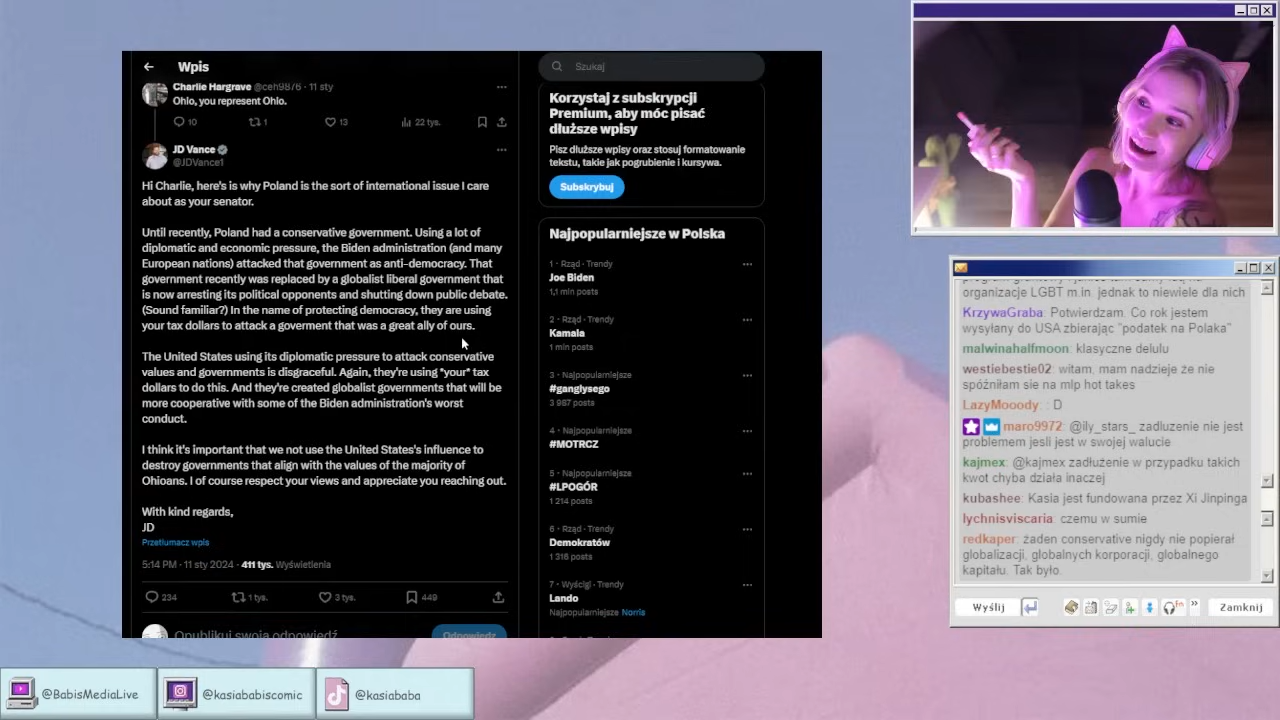 Wpis
Charlie Hargrave @ceh9876 · 11 sty
Ohlo, you represent Ohlo.
10
1
13
22 tys.
JD Vance
@JDVance1
Hi Charlie, here's is why Poland is the sort of international issue I care
about as your senator.
Until recently, Poland had a conservative government. Using a lot of
diplomatic and economic pressure, the Biden administration (and many
European nations) attacked that government as anti-democracy. That
government recently was replaced by a globalist liberal government that
is now arresting its political opponents and shutting down public debate.
(Sound familiar?) In the name of protecting democracy, they are using
your tax dollars to attack a goverment that was a great ally of ours.
The United States using its diplomatic pressure to attack conservative
values and governments is disgraceful. Again, they're using *your* tax
dollars to do this. And they're created globalist governments that will be
more cooperative with some of the Biden administration's worst
conduct.
I think it's important that we not use the United States's influence to
destroy governments that align with the values of the majority of
Ohioans. I of course respect your views and appreciate you reaching out.
With kind regards,
JD
Przetłumacz wpis
5:14 PM · 11 sty 2024 · 411 tys. Wyświetlenia
234
1 tys.
3 tys.
449
Opublikuj swoją odpowiedź
Odpowiedz
Szukaj
Korzystaj z subskrypcji
Premium, aby móc pisać
dłuższe wpisy
Pisz dłuższe wpisy oraz stosuj formatowanie
tekstu, takie jak pogrubienie i kursywa.
Subskrybuj
Najpopularniejsze w Polska
1 · Rząd · Trendy
Joe Biden
1,1 mln posts
2 · Rząd · Trendy
Kamala
1 mln posts
3 · Najpopularniejsze
#ganglysego
3 987 posts
4 · Najpopularniejsze
#MOTRCZ
5 · Najpopularniejsze
#LPOGÓR
1 214 posts
6 · Rząd · Trendy
Demokratów
1 316 posts
7 · Wyścigi · Trendy
Lando
Najpopularniejsze Norris
organizacje LGBT m.in. jednak to niewiele dla nich
KrzywaGraba: Potwierdzam. Co rok jestem
wysyłany do USA zbierając "podatek na Polaka"
malwinahalfmoon: klasyczne delulu
westiebestie02: witam, mam nadzieje że nie
spóźniłam sie na mlp hot takes
LazyMooody: : D
maro9972: @ily_stars_ zadluzenie nie jest
problemem jesli jest w swojej walucie
kajmex: @kajmex zadłużenie w przypadku takich
kwot chyba działa inaczej
kubashee: Kasia jest fundowana przez Xi Jinpinga
lychnisviscaria: czemu w sumie
redkaper: żaden conservative nigdy nie popierał
globalizacji, globalnych korporacji, globalnego
kapitału. Tak było.
Wyślij
Zamknij
@BabisMediaLive
@kasiababiscomic
@kasiababa